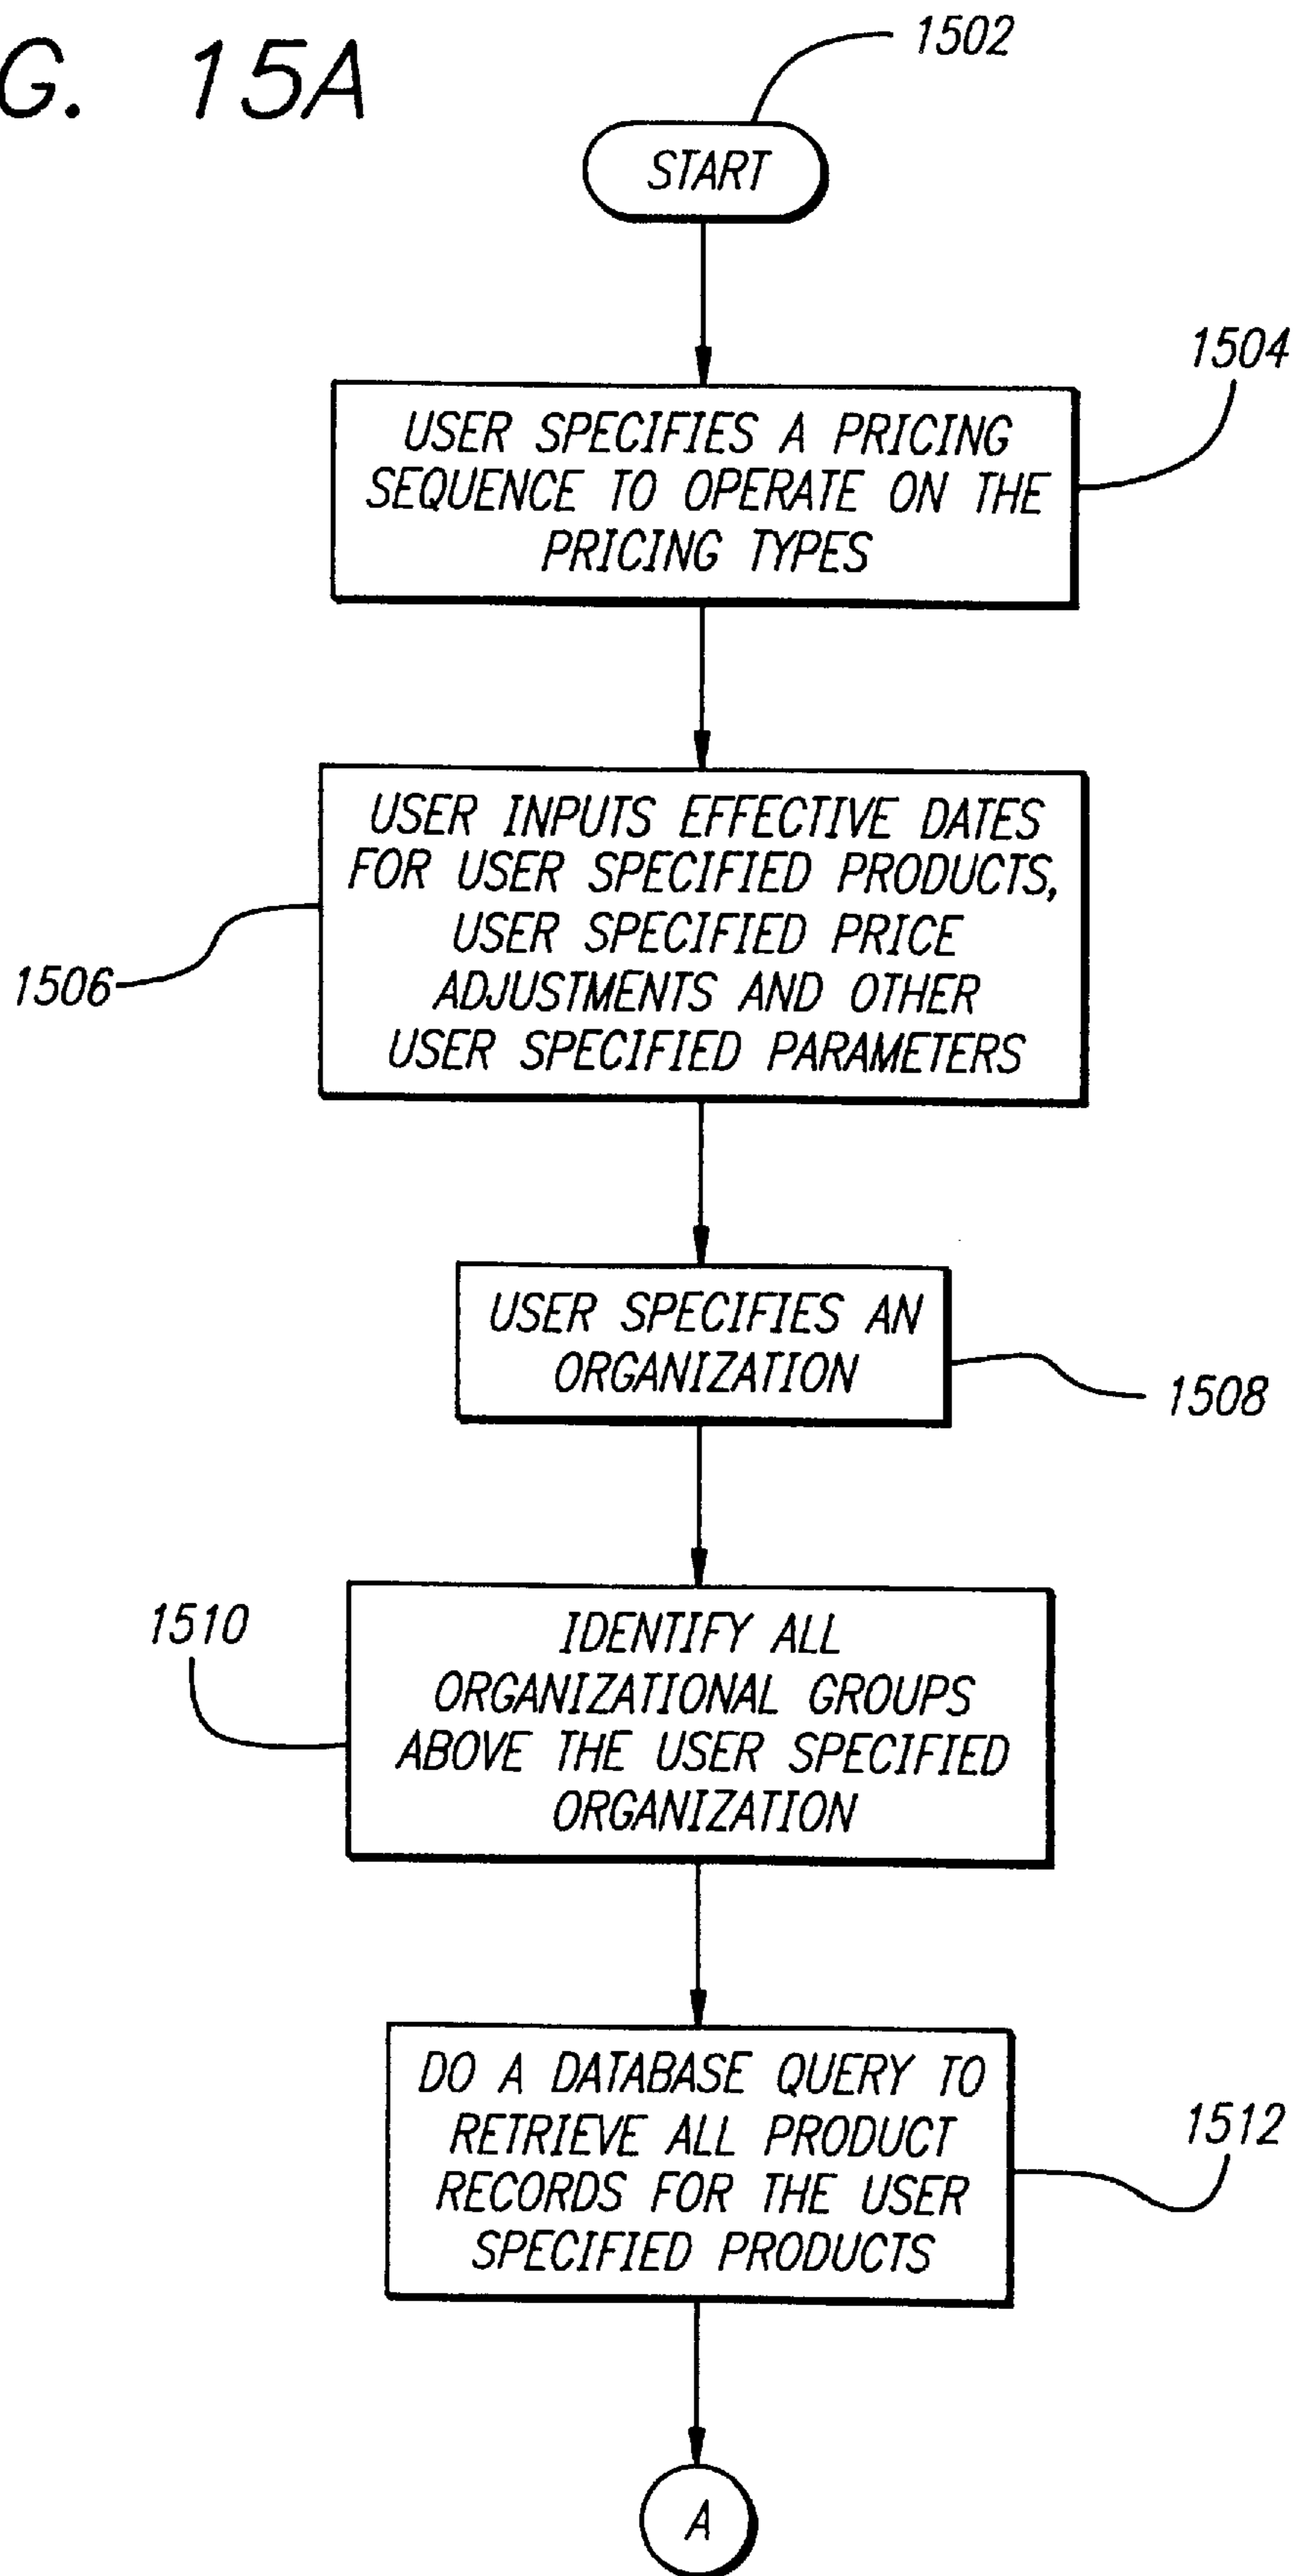 G. 15A
1502
START
1504
USER SPECIFIES A PRICING
SEQUENCE TO OPERATE ON THE
PRICING TYPES
USER INPUTS EFFECTIVE DATES
FOR USER SPECIFIED PRODUCTS,
USER SPECIFIED PRICE
ADJUSTMENTS AND OTHER
USER SPECIFIED PARAMETERS
1506
USER SPECIFIES AN
ORGANIZATION
1508
1510
IDENTIFY ALL
ORGANIZATIONAL GROUPS
ABOVE THE USER SPECIFIED
ORGANIZATION
DO A DATABASE QUERY TO
RETRIEVE ALL PRODUCT
RECORDS FOR THE USER
SPECIFIED PRODUCTS
1512
A